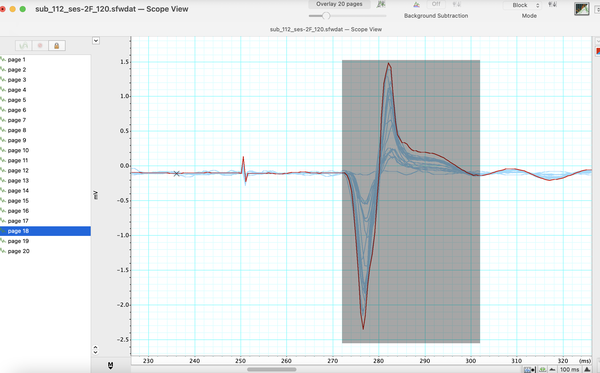 sub_112_ses-2F_120.sfwdat — Scope View
Overlay 20 pages
Off
Block
Background Subtraction
Mode
sub_112_ses-2F_120.sfwdat — Scope View
page 1
page 2
page 3
page 4
page 5
page 6
page 7
page 8
page 9
page 10
page 11
page 12
page 13
page 14
page 15
page 16
page 17
page 18
page 19
page 20
1.5
1.0
0.5
0.0
-0.5
-1.0
-1.5
-2.0
-2.5
mV
230
240
250
260
270
280
290
300
310
320
(ms)
100 ms